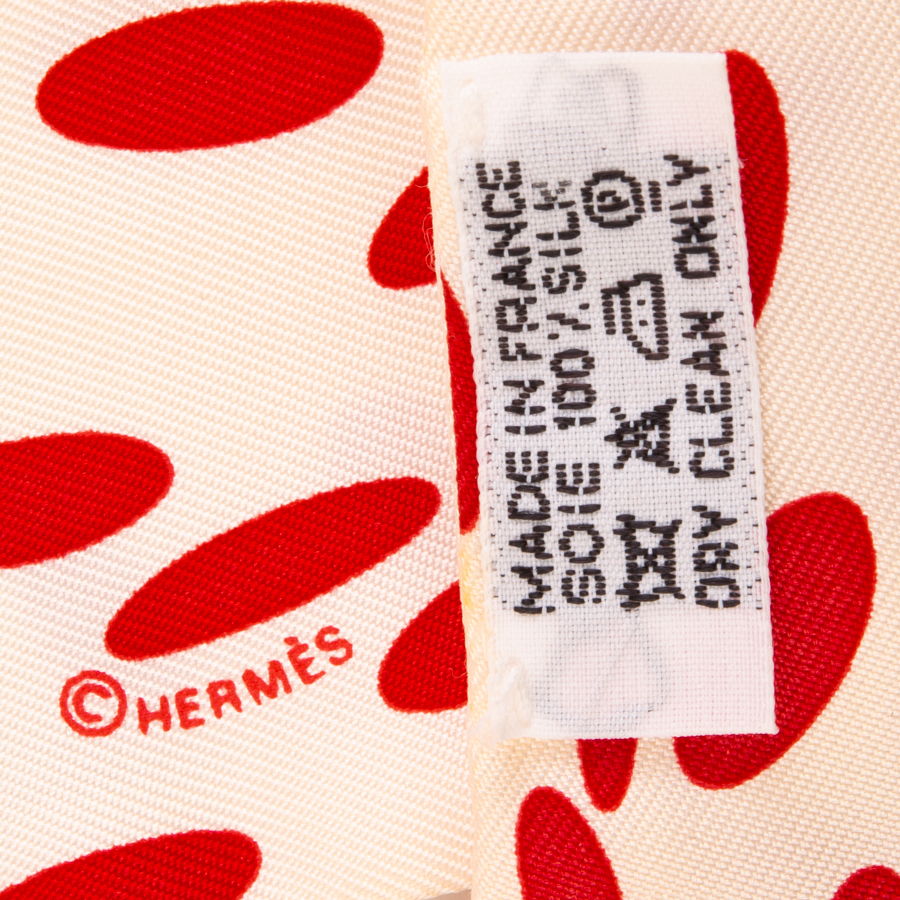 ©HERMÈS
MADE IN FRANCE
SOIE 100% SILK
P
DRY CLEAN ONLY